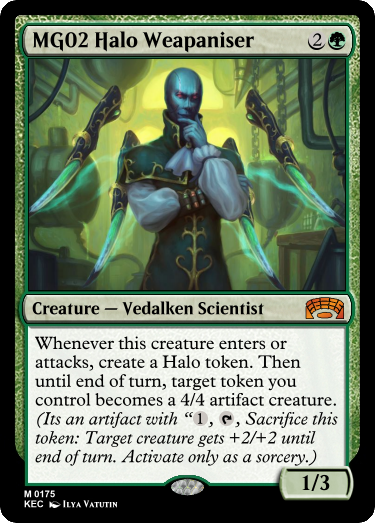 MG02 Halo Weapaniser 2
Creature — Vedalken Scientist
Whenever this creature enters or
attacks, create a Halo token. Then
until end of turn, target token you
control becomes a 4/4 artifact creature.
(Its an artifact with “1, , Sacrifice this
token: Target creature gets +2/+2 until
end of turn. Activate only as a sorcery.)
1/3
M 0175
KEC Ilya Vatutin